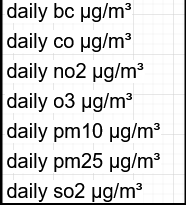 daily bc µg/m³
daily co µg/m³
daily no2 µg/m³
daily o3 µg/m³
daily pm10 µg/m³
daily pm25 µg/m³
daily so2 µg/m³